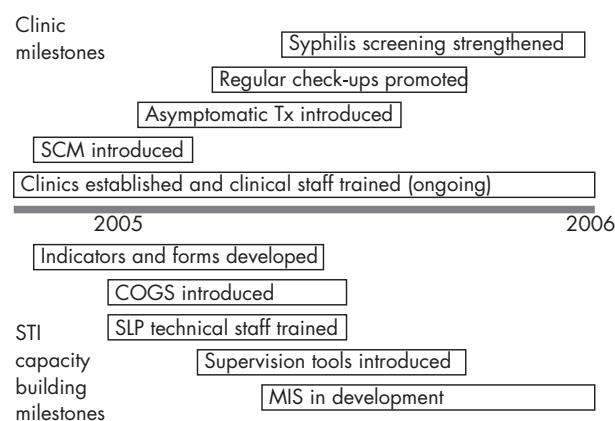 Clinic
milestones
Syphilis screening strengthened
Regular check-ups promoted
Asymptomatic Tx introduced
SCM introduced
Clinics established and clinical staff trained (ongoing)
2005
2006
Indicators and forms developed
COGS introduced
SLP technical staff trained
Supervision tools introduced
MIS in development
STI
capacity
building
milestones